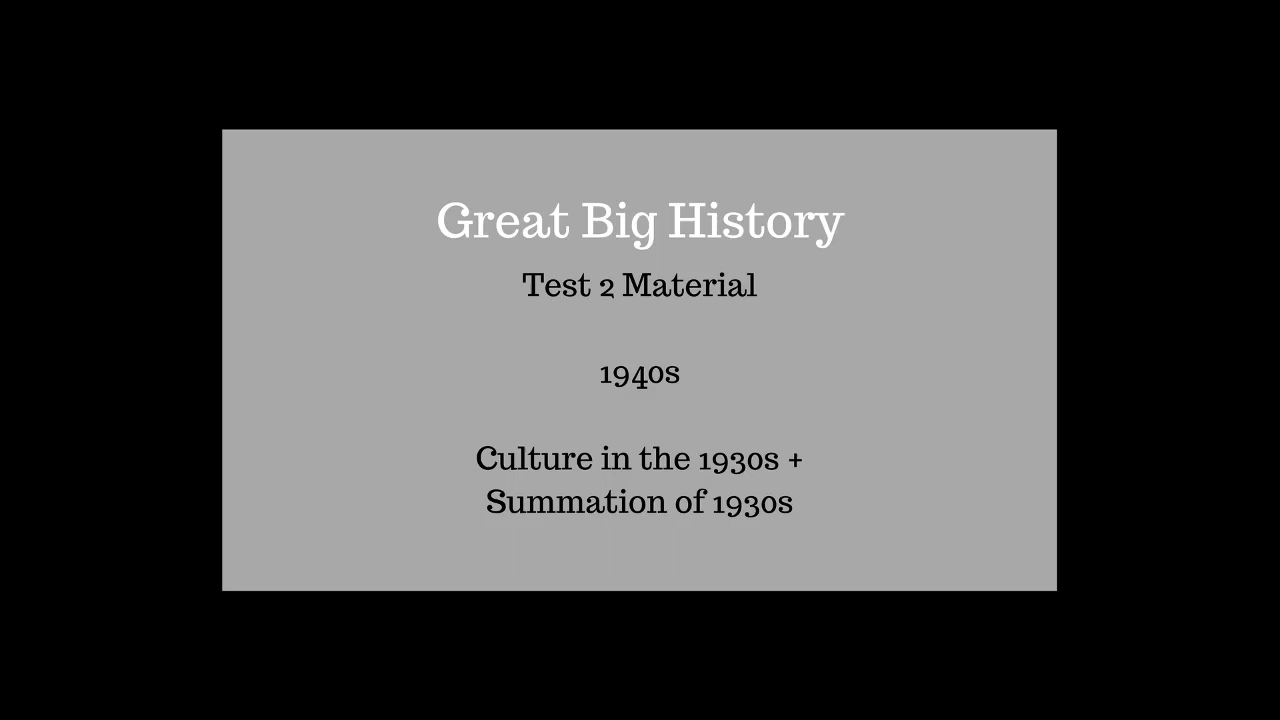 Great Big History
Test 2 Material
1940s
Culture in the 1930s +
Summation of 1930s